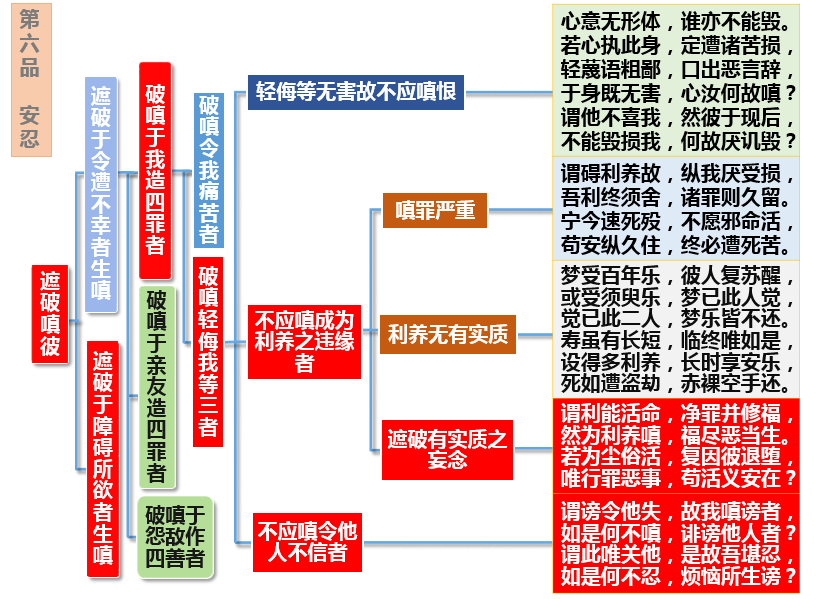 第六品 安忍
遮破嗔彼
遮破于令遭不幸者生嗔
遮破于障碍所欲者生嗔
破嗔于我造四罪者
破嗔于亲友造四罪者
破嗔于
怨敌作
四善者
破嗔令我痛苦者
破嗔轻侮我等三者
轻侮等无害故不应嗔恨
不应嗔成为
利养之违缘
者
不应嗔令他
人不信者
嗔罪严重
利养无有实质
遮破有实质之
妄念
心意无形体，谁亦不能毁。
若心执此身，定遭诸苦损，
轻蔑语粗鄙，口出恶言辞，
于身既无害，心汝何故嗔？
谓他不喜我，然彼于现后，
不能毁损我，何故厌讥毁？
谓碍利养故，纵我厌受损，
吾利终须舍，诸罪则久留。
宁今速死殁，不愿邪命活，
苟安纵久住，终必遭死苦。
梦受百年乐，彼人复苏醒，
或受须臾乐，梦已此人觉，
觉已此二人，梦乐皆不还。
寿虽有长短，临终唯如是，
设得多利养，长时享安乐，
死如遭盗劫，赤裸空手还。
谓利能活命，净罪并修福，
然为利养嗔，福尽恶当生。
若为尘俗活，复因彼退堕，
唯行罪恶事，苟活义安在？
谓谤令他失，故我嗔谤者，
如是何不嗔，诽谤他人者？
谓此唯关他，是故吾堪忍，
如是何不忍，烦恼所生谤？